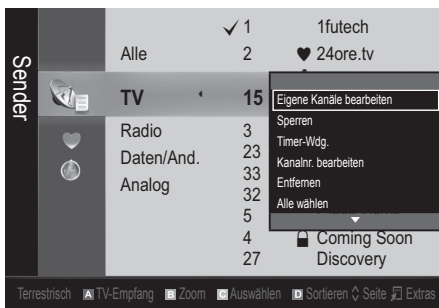 Sender
✓ 1 1futech
Alle 2 ♥ 24ore.tv
TV 15
Radio 3
Daten/And. 23
33
Analog 32
5
4 Coming Soon
27 Discovery
Eigene Kanäle bearbeiten
Sperren
Timer-Wdg.
Kanalnr. bearbeiten
Entfernen
Alle wählen
Terrestrisch A TV-Empfang B Zoom C Auswählen D Sortieren Seite Extras